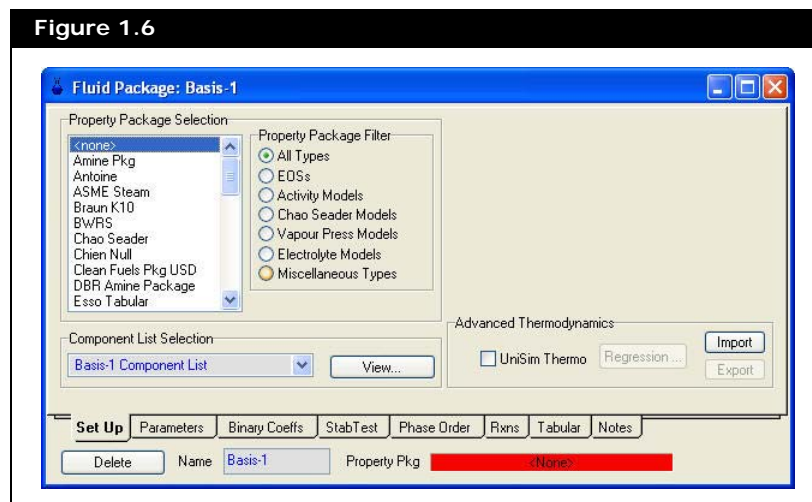 Figure 1.6
Fluid Package: Basis-1
Property Package Selection
<none>
Amine Pkg
Antoine
ASME Steam
Braun K10
BWRS
Chao Seader
Chien Null
Clean Fuels Pkg USD
DBR Amine Package
Esso Tabular
Property Package Filter
All Types
EOSs
Activity Models
Chao Seader Models
Vapour Press Models
Electrolyte Models
Miscellaneous Types
Component List Selection
Basis-1 Component List
View...
Advanced Thermodynamics
UniSim Thermo
Regression ...
Import
Export
Set Up
Parameters
Binary Coeffs
StabTest
Phase Order
Rxns
Tabular
Notes
Delete
Name
Basis-1
Property Pkg
<None>